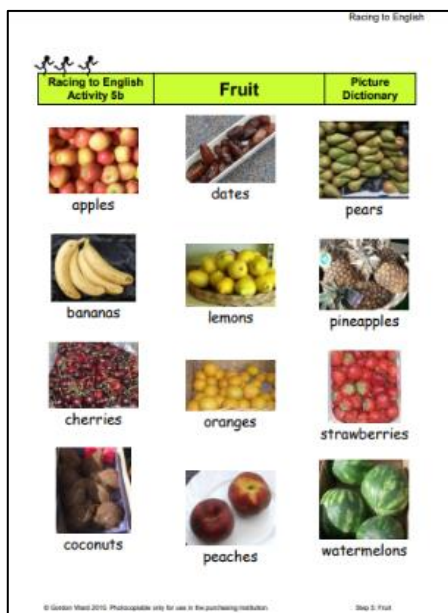 Racing to English
Racing to English
Activity 5b
Fruit
Picture
Dictionary
apples
dates
pears
bananas
lemons
pineapples
cherries
oranges
strawberries
coconuts
peaches
watermelons
© Gordon Ward 2015. Photocopiable only for use in the purchasing institution.
Step 5: Fruit